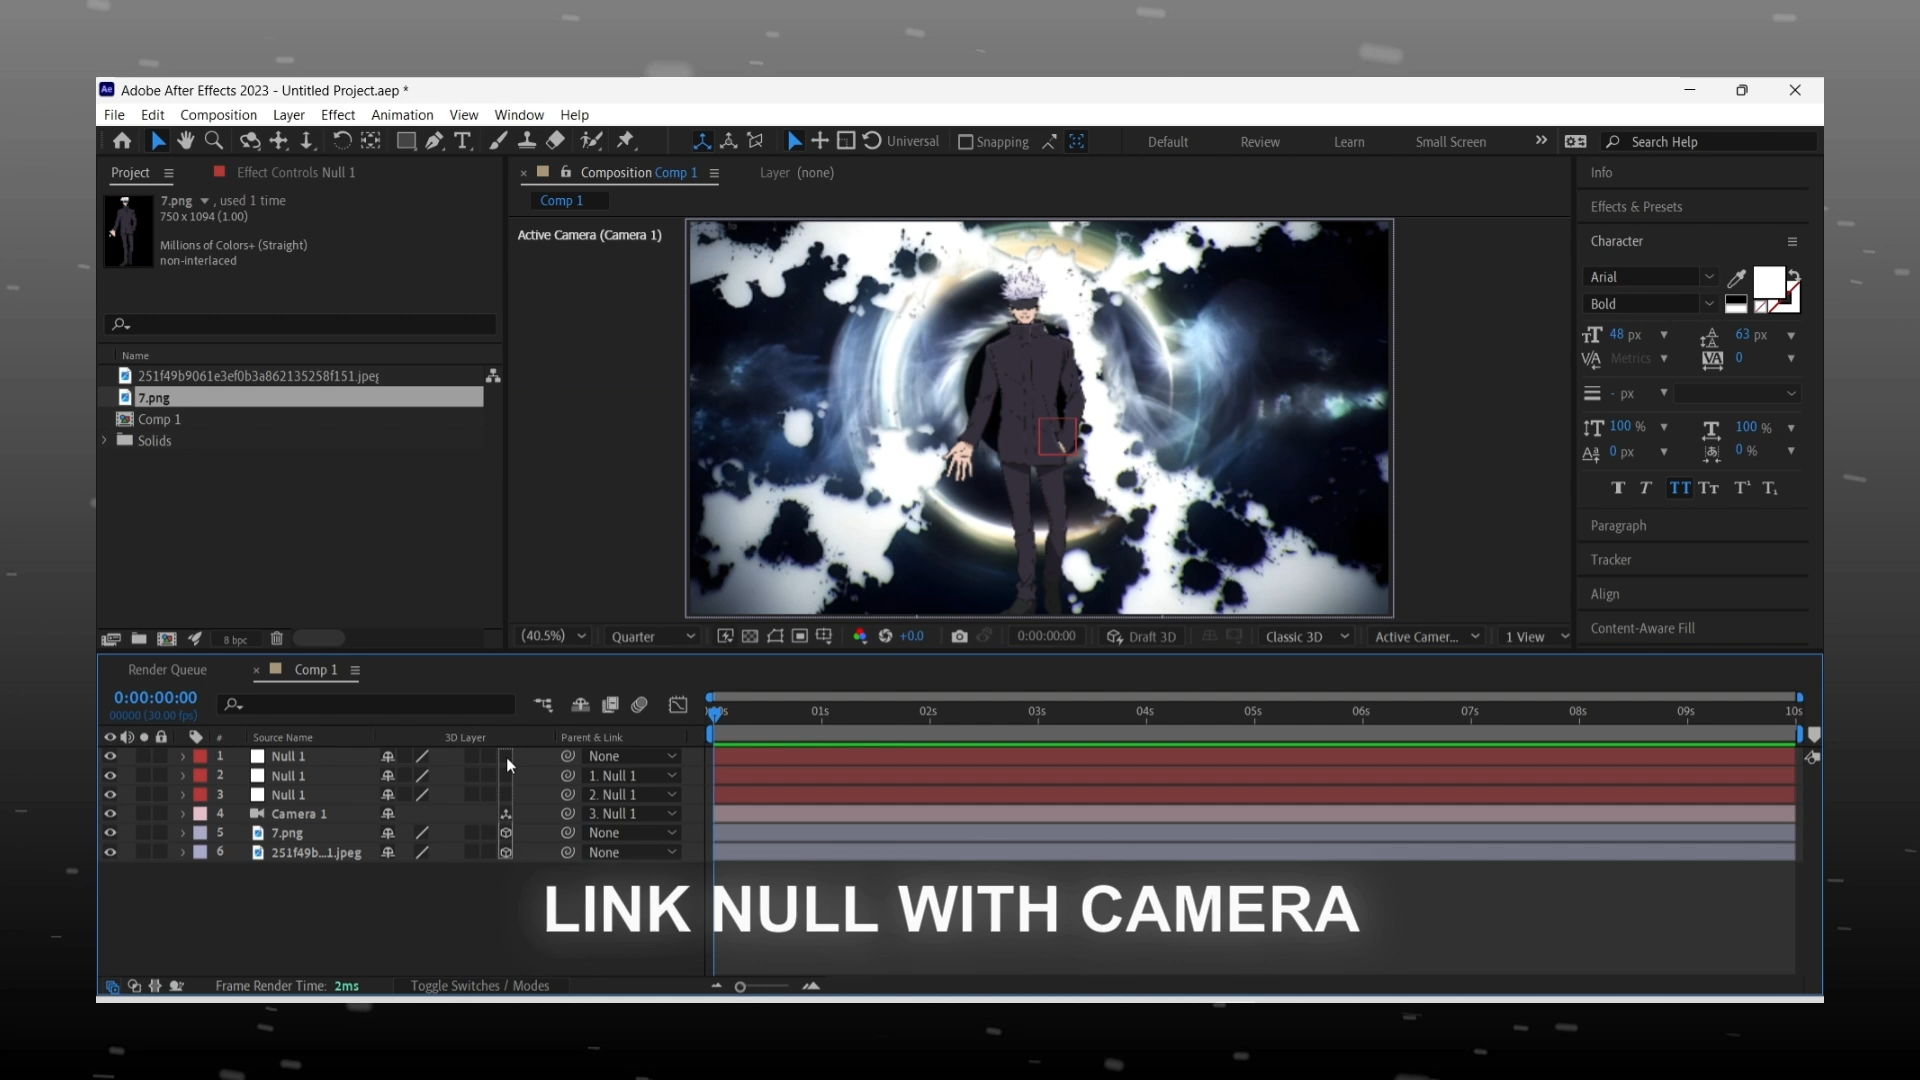 Ae Adobe After Effects 2023 - Untitled Project.aep *
File Edit Composition Layer Effect Animation View Window Help
Universal Snapping Default Review Learn Small Screen Search Help
Project Effect Controls Null 1
7.png , used 1 time
750 x 1094 (1.00)
Millions of Colors+ (Straight)
non-interlaced
Name
251f49b9061e3ef0b3a862135258f151.jpeg
7.png
Comp 1
Solids
8 bpc
Composition Comp 1 Layer (none)
Comp 1
Active Camera (Camera 1)
(40.5%) Quarter +0.0 0:00:00:00 Draft 3D Classic 3D Active Camer... 1 View
Info
Effects & Presets
Character
Arial
Bold
48 px 63 px
Metrics 0
- px
100 % 100 %
0 px 0 %
Paragraph
Tracker
Align
Content-Aware Fill
Render Queue Comp 1
0:00:00:00
00000 (30.00 fps)
01s 02s 03s 04s 05s 06s 07s 08s 09s 10s
# Source Name 3D Layer Parent & Link
1 Null 1 None
2 Null 1 1. Null 1
3 Null 1 2. Null 1
4 Camera 1 3. Null 1
5 7.png None
6 251f49b...1.jpeg None
LINK NULL WITH CAMERA
Frame Render Time: 2ms Toggle Switches / Modes